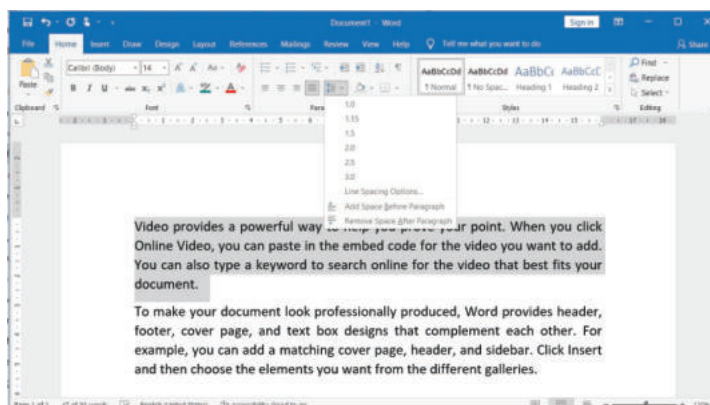 Document1 - Word
Sign in
File Home Insert Draw Design Layout References Mailings Review View Help Tell me what you want to do Share
Calibri (Body) 14 A A Aa
AaBbCcDd AaBbCcDd AaBbCc AaBbCcC
Find
Paste
B I U abc x₂ x² A A
Replace
1 Normal 1 No Spac... Heading 1 Heading 2
Select
Clipboard Font Para Styles Editing
1.0
1.15
1.5
2.0
2.5
3.0
Line Spacing Options...
Add Space Before Paragraph
Remove Space After Paragraph
Video provides a powerful way to help you prove your point. When you click
Online Video, you can paste in the embed code for the video you want to add.
You can also type a keyword to search online for the video that best fits your
document.
To make your document look professionally produced, Word provides header,
footer, cover page, and text box designs that complement each other. For
example, you can add a matching cover page, header, and sidebar. Click Insert
and then choose the elements you want from the different galleries.